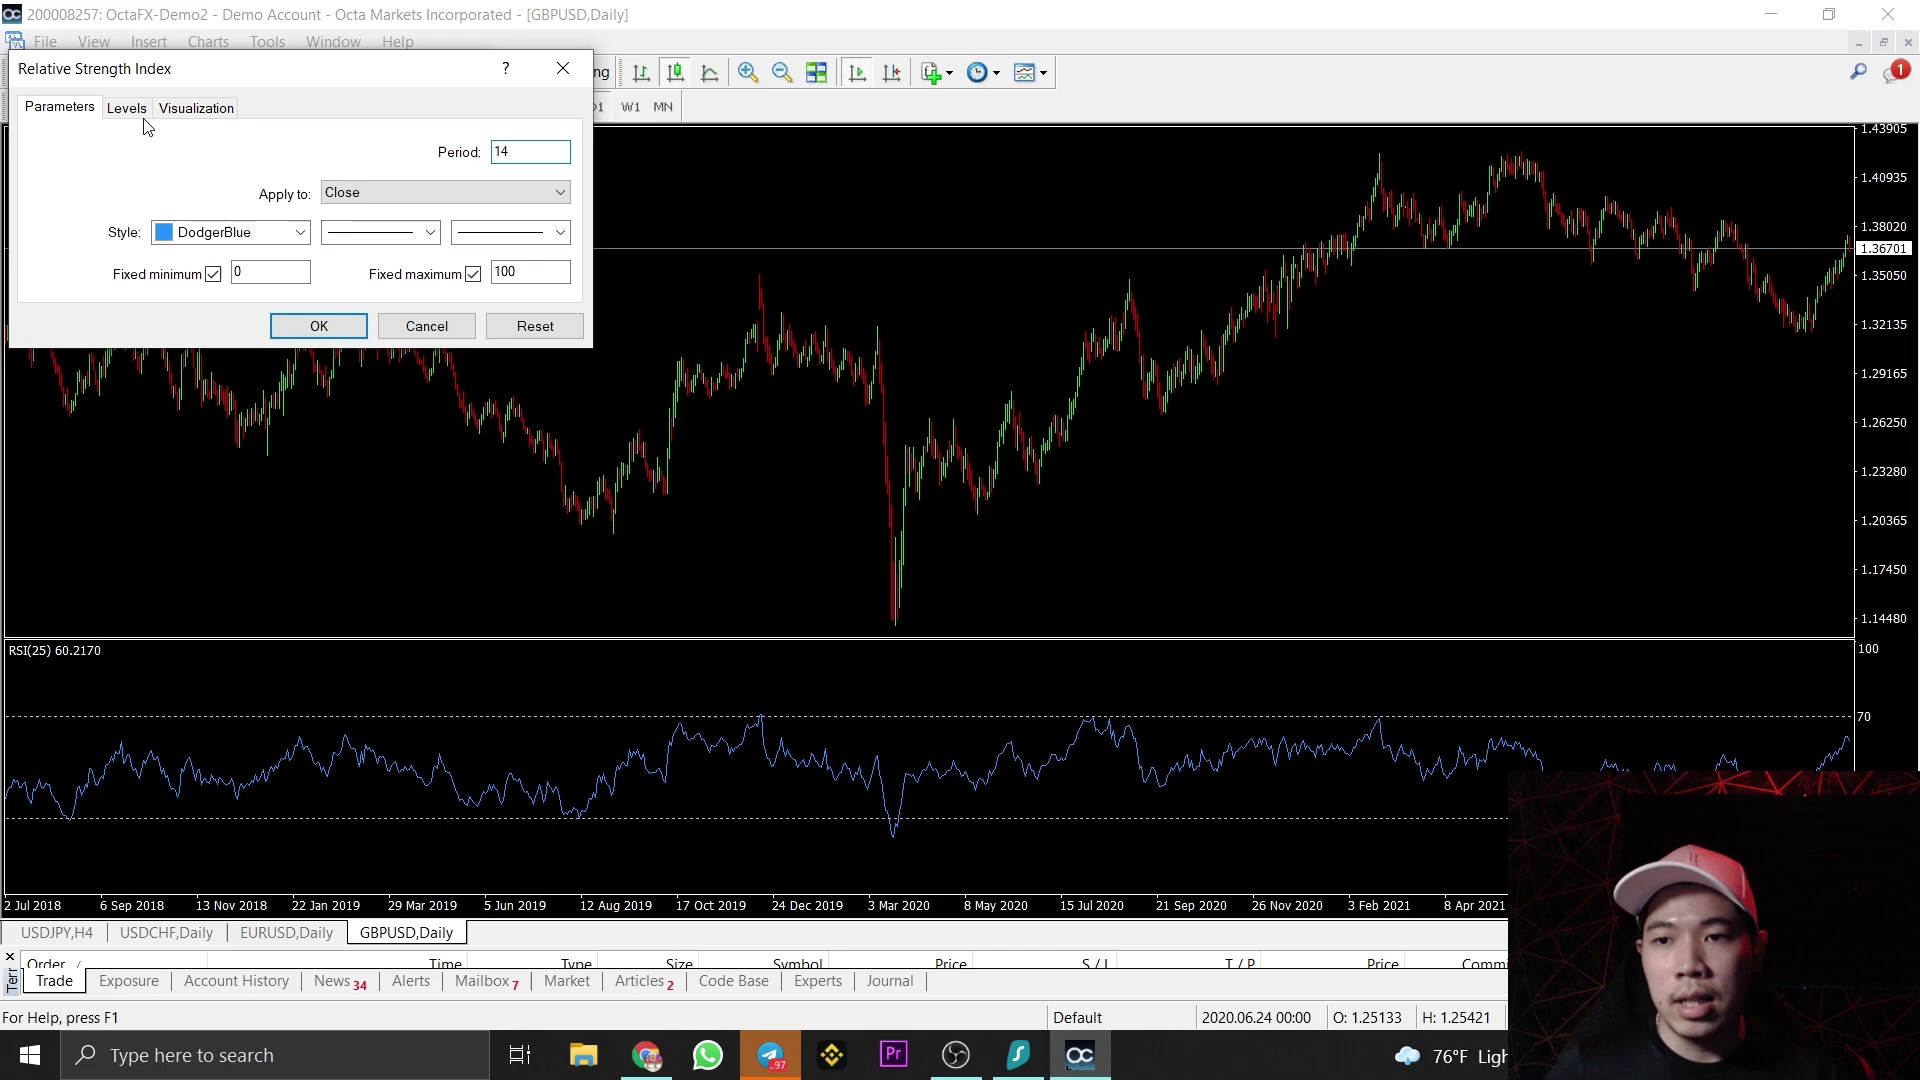 200008257: OctaFX-Demo2 - Demo Account - Octa Markets Incorporated - [GBPUSD,Daily]
File View Insert Charts Tools Window Help
Relative Strength Index ? ng 1
Parameters Levels Visualization W1 MN
Period: 14
Apply to: Close
Style: DodgerBlue
Fixed minimum 0 Fixed maximum 100
OK Cancel Reset
1.43905
1.40935
1.38020
1.36701
1.35050
1.32135
1.29165
1.26250
1.23280
1.20365
1.17450
1.14480
RSI(25) 60.2170
100
70
2 Jul 2018 6 Sep 2018 13 Nov 2018 22 Jan 2019 29 Mar 2019 5 Jun 2019 12 Aug 2019 17 Oct 2019 24 Dec 2019 3 Mar 2020 8 May 2020 15 Jul 2020 21 Sep 2020 26 Nov 2020 3 Feb 2021 8 Apr 2021
USDJPY,H4 USDCHF,Daily EURUSD,Daily GBPUSD,Daily
Order Time Type Size Symbol Price S / L T / P Price Commi
Ter
Trade Exposure Account History News 34 Alerts Mailbox 7 Market Articles 2 Code Base Experts Journal
For Help, press F1 Default 2020.06.24 00:00 O: 1.25133 H: 1.25421
Type here to search Pr 97 76°F Ligh